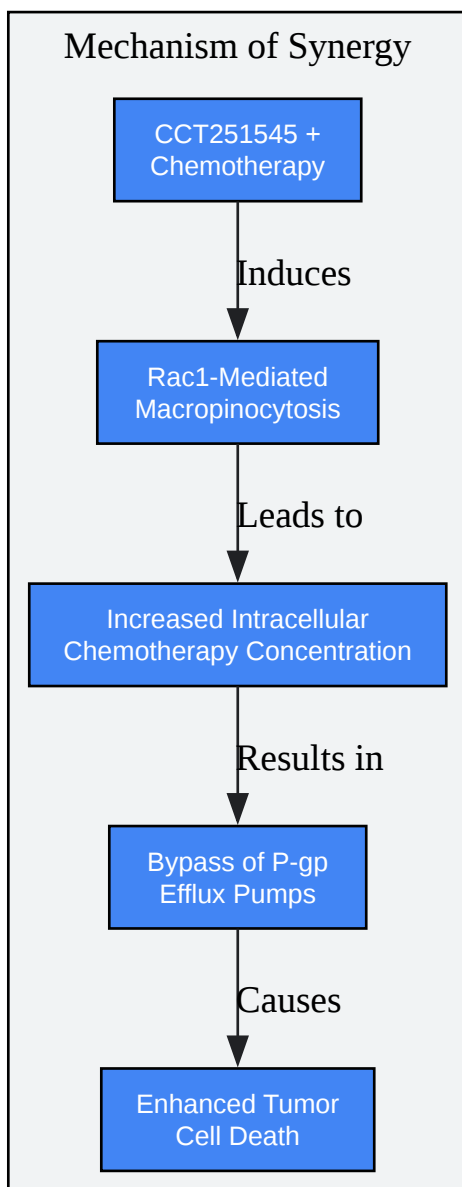 Mechanism of Synergy
CCT251545 +
Chemotherapy
Induces
Rac1-Mediated
Macropinocytosis
Leads to
Increased Intracellular
Chemotherapy Concentration
Results in
Bypass of P-gp
Efflux Pumps
Causes
Enhanced Tumor
Cell Death